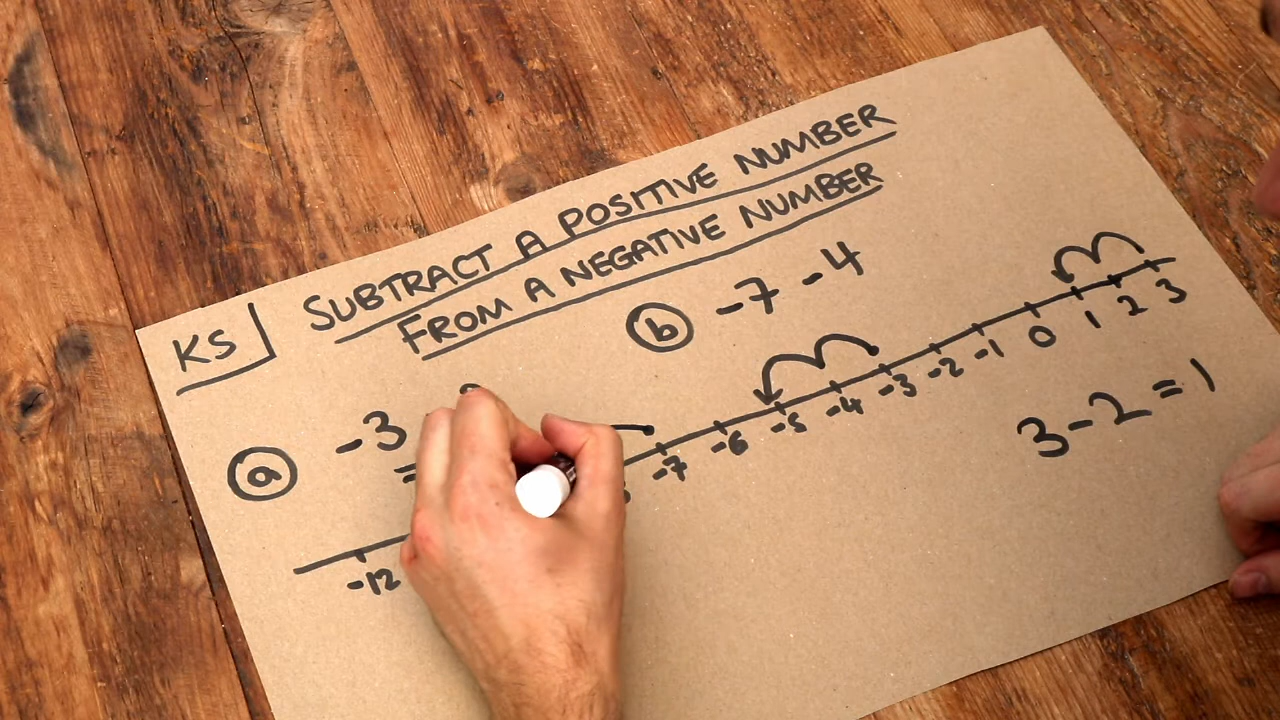 KS
SUBTRACT A POSITIVE NUMBER
FROM A NEGATIVE NUMBER
b -7 -4
a -3
=
-12 -7 -6 -5 -4 -3 -2 -1 0 1 2 3
3-2=1